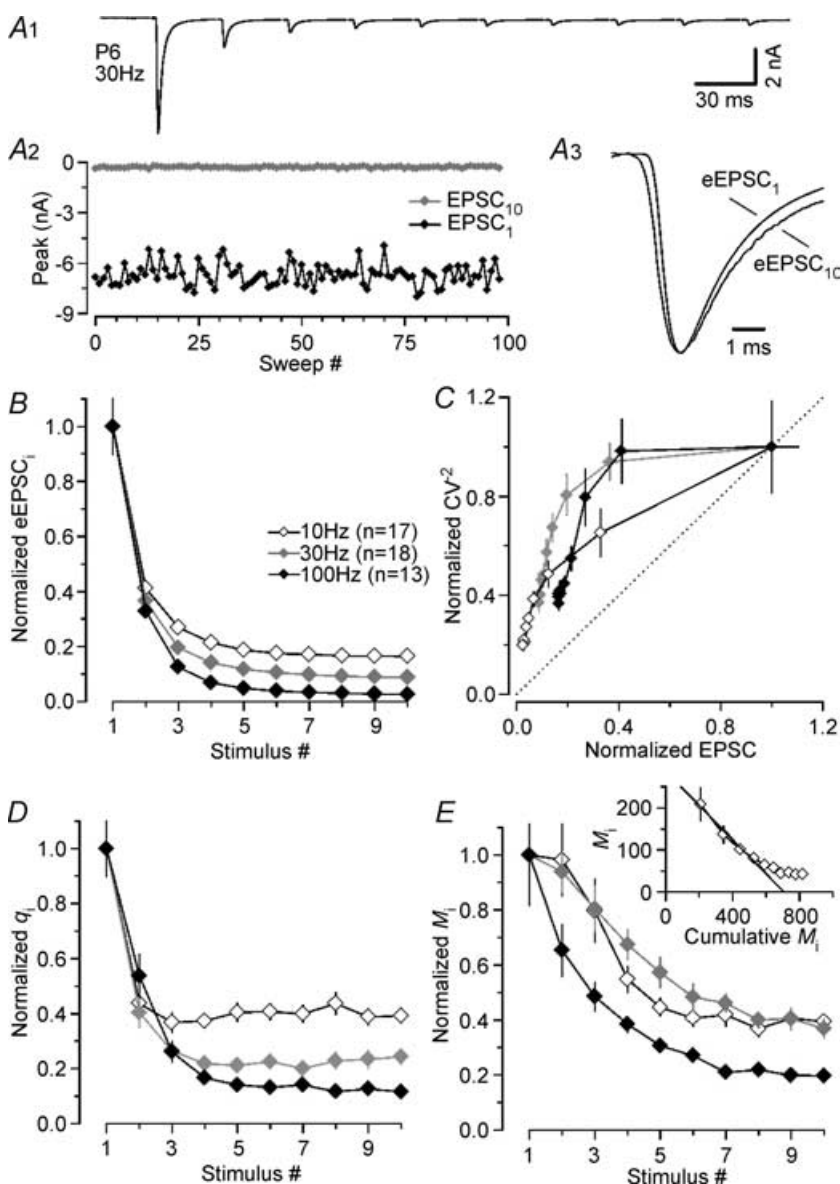 A1
P6
30Hz
2 nA
30 ms
A2
0
-3
-6
-9
Peak (nA)
EPSC10
EPSC1
0 25 50 75 100
Sweep #
A3
eEPSC1
eEPSC10
1 ms
B
1.0
0.8
0.6
0.4
0.2
0.0
Normalized eEPSCi
10Hz (n=17)
30Hz (n=18)
100Hz (n=13)
1 3 5 7 9
Stimulus #
C
1.2
0.8
0.4
0.0
Normalized CV-2
0.0 0.4 0.8 1.2
Normalized EPSC
D
1.0
0.8
0.6
0.4
0.2
0.0
Normalized qi
1 3 5 7 9
Stimulus #
E
1.0
0.8
0.6
0.4
0.2
0.0
Normalized Mi
1 3 5 7 9
Stimulus #
200
100
0
Mi
0 400 800
Cumulative Mi